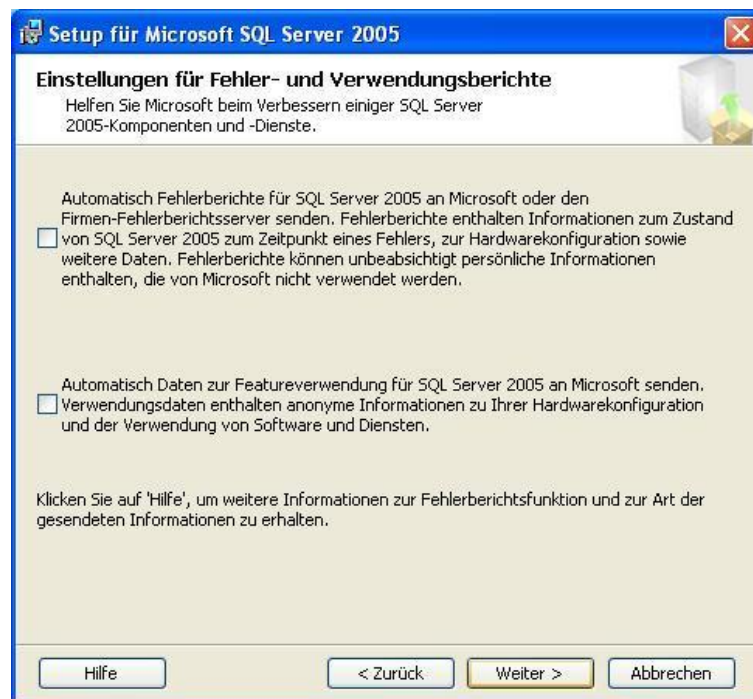 Setup für Microsoft SQL Server 2005
Einstellungen für Fehler- und Verwendungsberichte
Helfen Sie Microsoft beim Verbessern einiger SQL Server
2005-Komponenten und -Dienste.
Automatisch Fehlerberichte für SQL Server 2005 an Microsoft oder den
Firmen-Fehlerberichtsserver senden. Fehlerberichte enthalten Informationen zum Zustand
von SQL Server 2005 zum Zeitpunkt eines Fehlers, zur Hardwarekonfiguration sowie
weitere Daten. Fehlerberichte können unbeabsichtigt persönliche Informationen
enthalten, die von Microsoft nicht verwendet werden.
Automatisch Daten zur Featureverwendung für SQL Server 2005 an Microsoft senden.
Verwendungsdaten enthalten anonyme Informationen zu Ihrer Hardwarekonfiguration
und der Verwendung von Software und Diensten.
Klicken Sie auf 'Hilfe', um weitere Informationen zur Fehlerberichtsfunktion und zur Art der
gesendeten Informationen zu erhalten.
Hilfe
< Zurück
Weiter >
Abbrechen